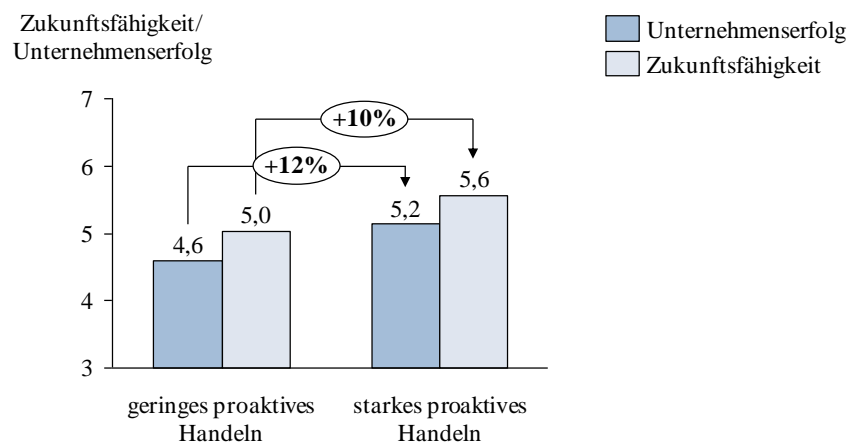 Zukunftsfähigkeit/
Unternehmenserfolg
Unternehmenserfolg
Zukunftsfähigkeit
7
+10%
6
+12%
5,6
5,2
5,0
5
4,6
4
3
geringes proaktives
Handeln
starkes proaktives
Handeln